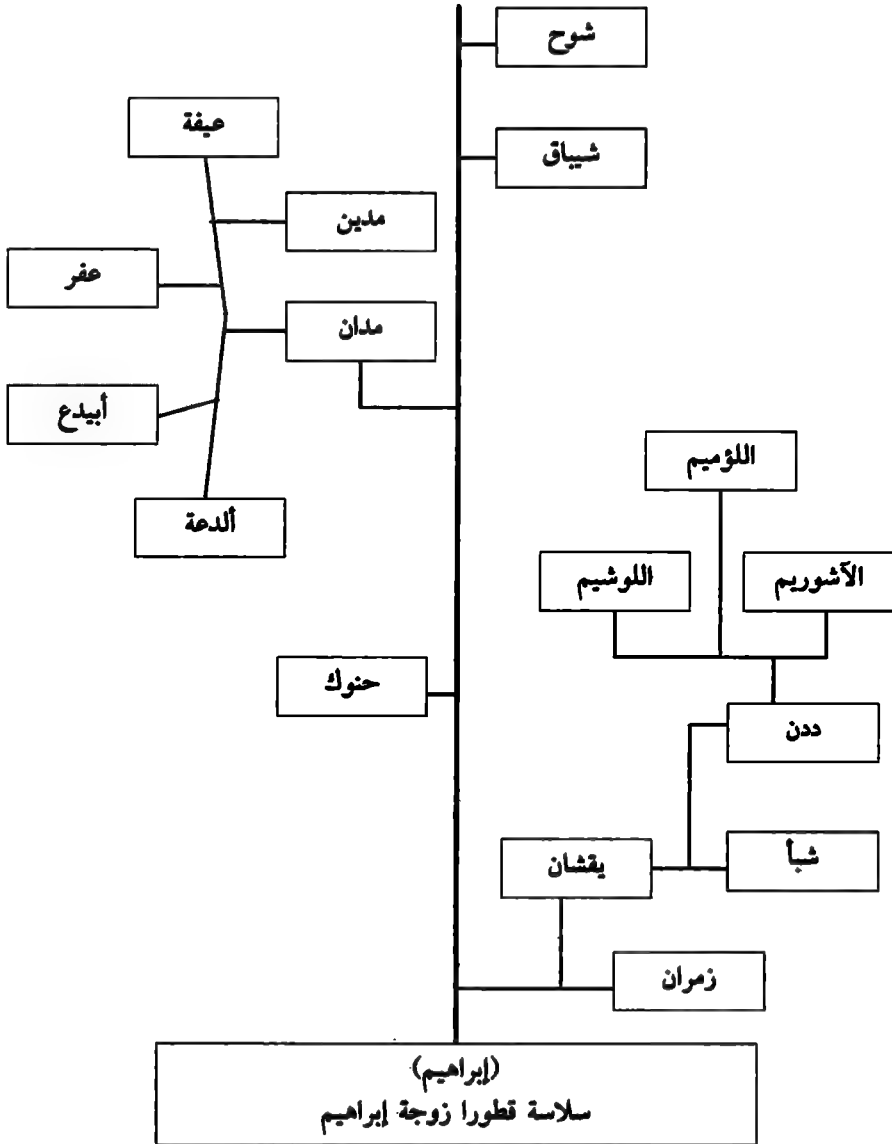 شوح
عيفة
شيباق
مدين
عفر
مدان
أبيدع
اللؤميم
ألدعة
الآشوريم
اللوشيم
حنوك
ددن
يقشان
شبأ
زمران
(إبراهيم)
سلاسة قطورا زوجة إبراهيم